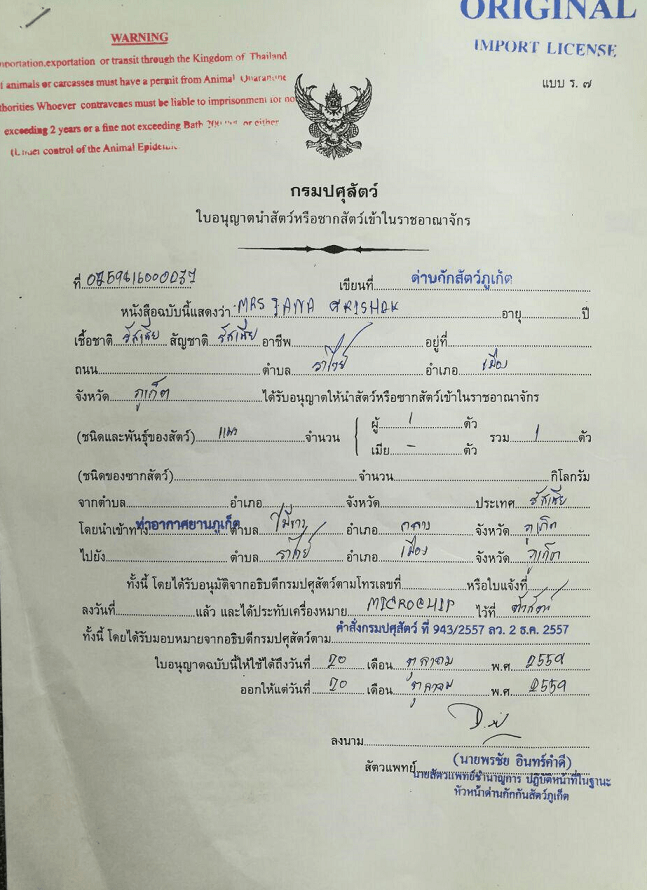 ORIGINAL
IMPORT LICENSE
WARNING
mportation,exportation or transit through the Kingdom of Thailand
f animals or carcasses must have a permit from Animal Quarantine
thorities Whoever contravenes must be liable to imprisonment for no
exceeding 2 years or a fine not exceeding Bath or either
(Under control of the Animal Epidem
แบบ ร. ๗
กรมปศุสัตว์
ใบอนุญาตนำสัตว์หรือซากสัตว์เข้าในราชอาณาจักร
ที่ เขียนที่ ด่านกักสัตว์ภูเก็ต
หนังสือฉบับนี้แสดงว่า MRS อายุ ปี
เชื้อชาติ รัสเซีย สัญชาติ รัสเซีย อาชีพ อยู่ที่
ถนน ตำบล ราไวย์ อำเภอ เมือง
จังหวัด ภูเก็ต ได้รับอนุญาตให้นำสัตว์หรือซากสัตว์เข้าในราชอาณาจักร
(ชนิดและพันธุ์ของสัตว์) แมว จำนวน ผู้ 1 ตัว รวม 1 ตัว
เมีย - ตัว
(ชนิดของซากสัตว์) จำนวน กิโลกรัม
จากตำบล อำเภอ จังหวัด ประเทศ รัสเซีย
โดยนำเข้าทาง ท่าอากาศยานภูเก็ต ตำบล ไม้ขาว อำเภอ ถลาง จังหวัด ภูเก็ต
ไปยัง ตำบล ราไวย์ อำเภอ เมือง จังหวัด ภูเก็ต
ทั้งนี้ โดยได้รับอนุมัติจากอธิบดีกรมปศุสัตว์ตามโทรเลขที่ หรือใบแจ้งที่
ลงวันที่ แล้ว และได้ประทับเครื่องหมาย MICROCHIP ไว้ที่ ตัวสัตว์
ทั้งนี้ โดยได้รับมอบหมายจากอธิบดีกรมปศุสัตว์ตาม คำสั่งกรมปศุสัตว์ ที่ 943/2557 ลว. 2 ธ.ค. 2557
ใบอนุญาตฉบับนี้ให้ใช้ได้ถึงวันที่ 20 เดือน ตุลาคม พ.ศ 2559
ออกให้แต่วันที่ 20 เดือน ตุลาคม พ.ศ 2559
ลงนาม
สัตวแพทย์ (นายพรชัย อินทร์คำดี)
นายสัตวแพทย์ชำนาญการ ปฏิบัติหน้าที่ในฐานะ
หัวหน้าด่านกักกันสัตว์ภูเก็ต